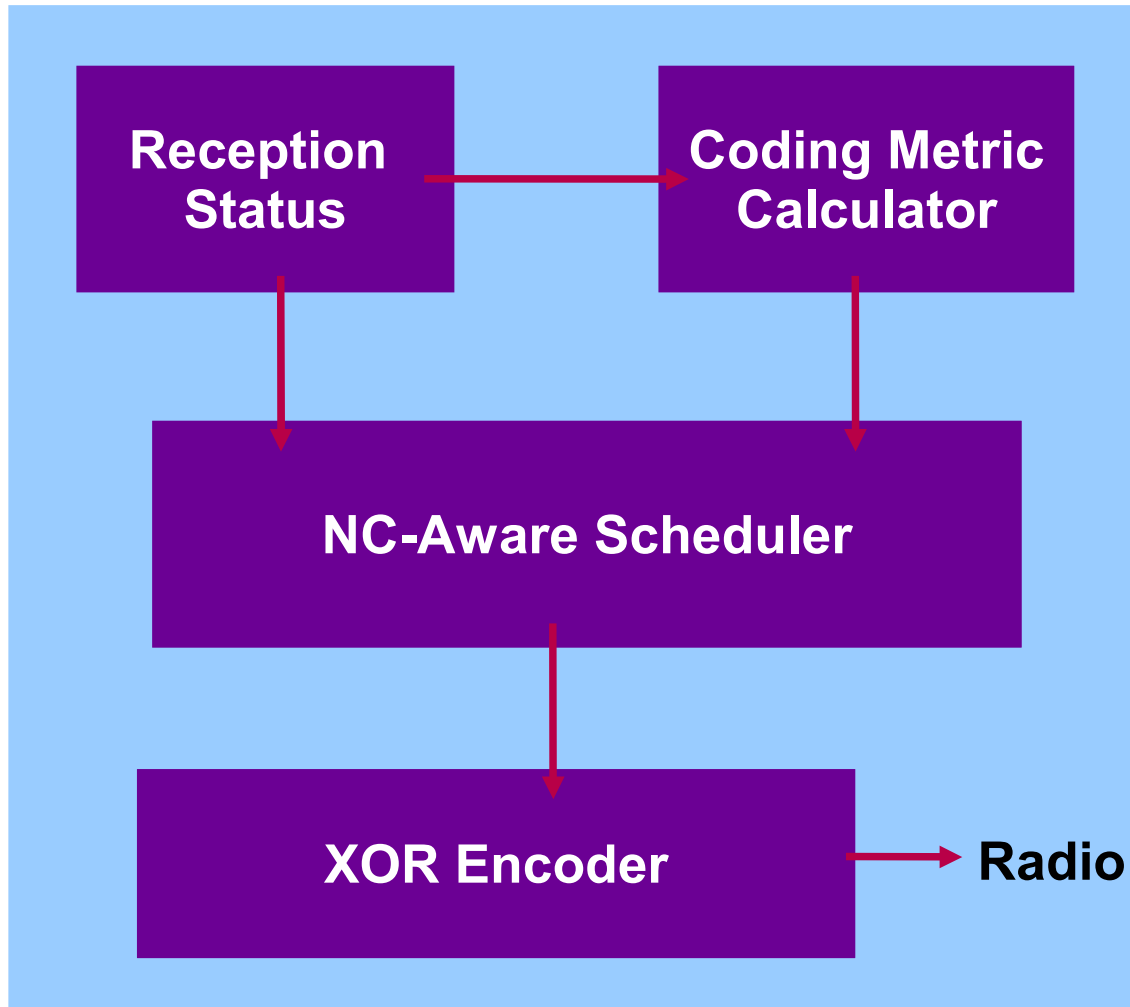 Reception
Status
Coding Metric
Calculator
NC-Aware Scheduler
XOR Encoder
Radio